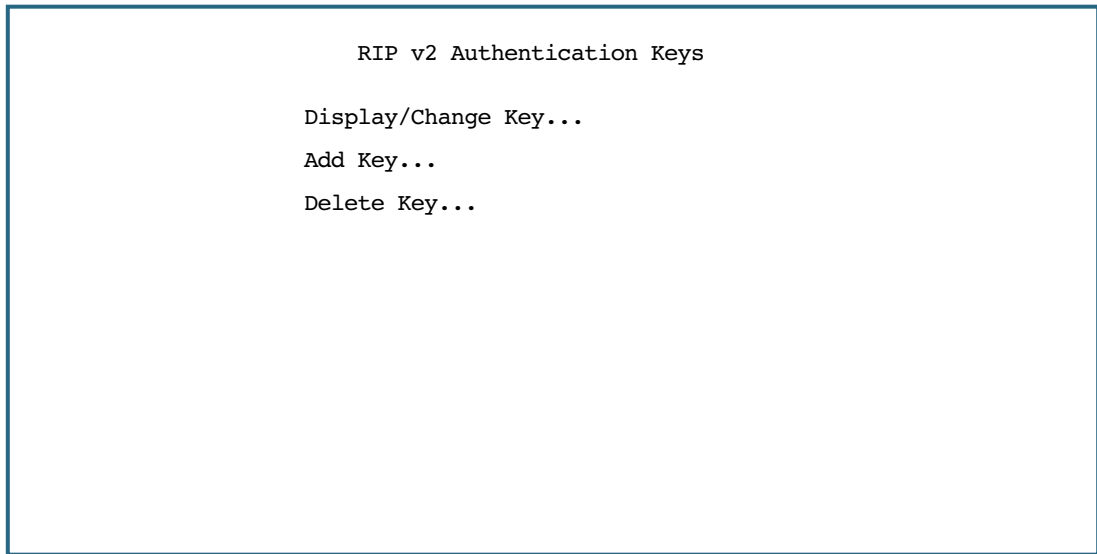 RIP v2 Authentication Keys
Display/Change Key...
Add Key...
Delete Key...